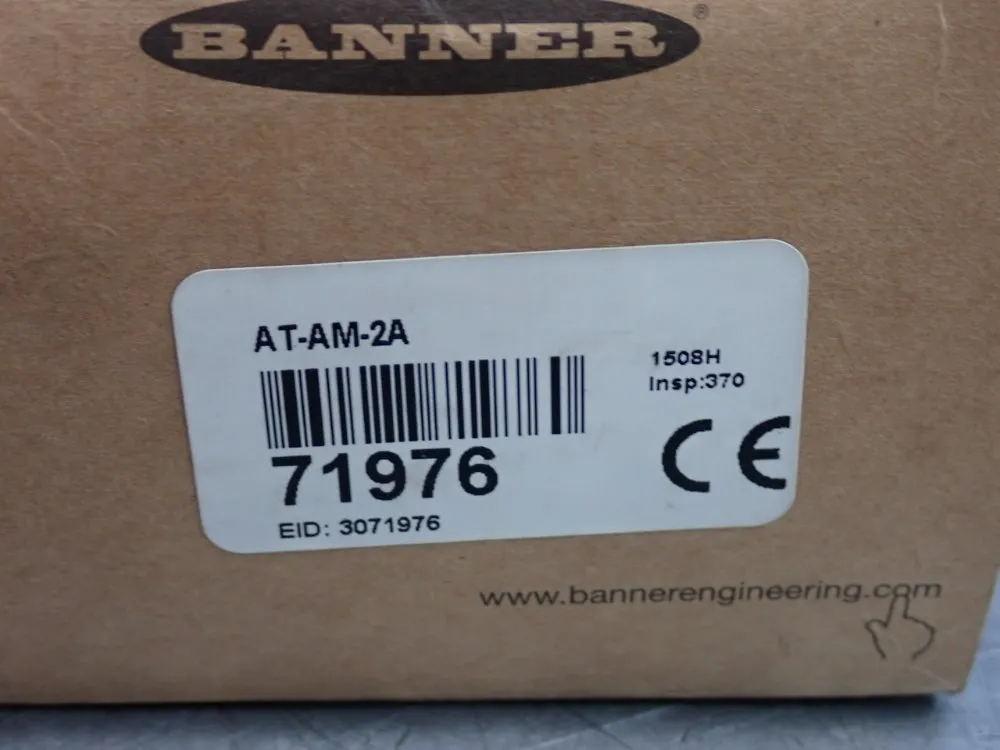 BANNER®
AT-AM-2A
1508H
Insp:370
71976
CE
EID: 3071976
www.bannerengineering.com